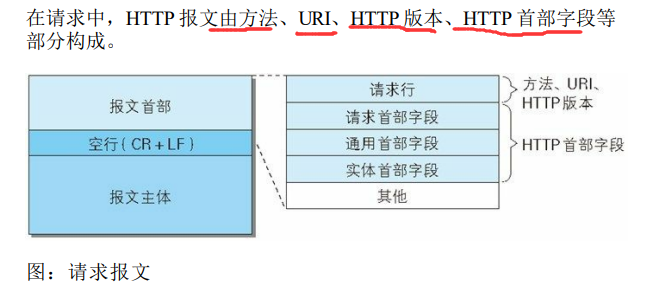 在请求中，HTTP 报文由方法、URI、HTTP 版本、HTTP 首部字段等
部分构成。
报文首部
空行（CR+LF）
报文主体
请求行
请求首部字段
通用首部字段
实体首部字段
其他
方法、URI、
HTTP版本
HTTP首部字段
图：请求报文